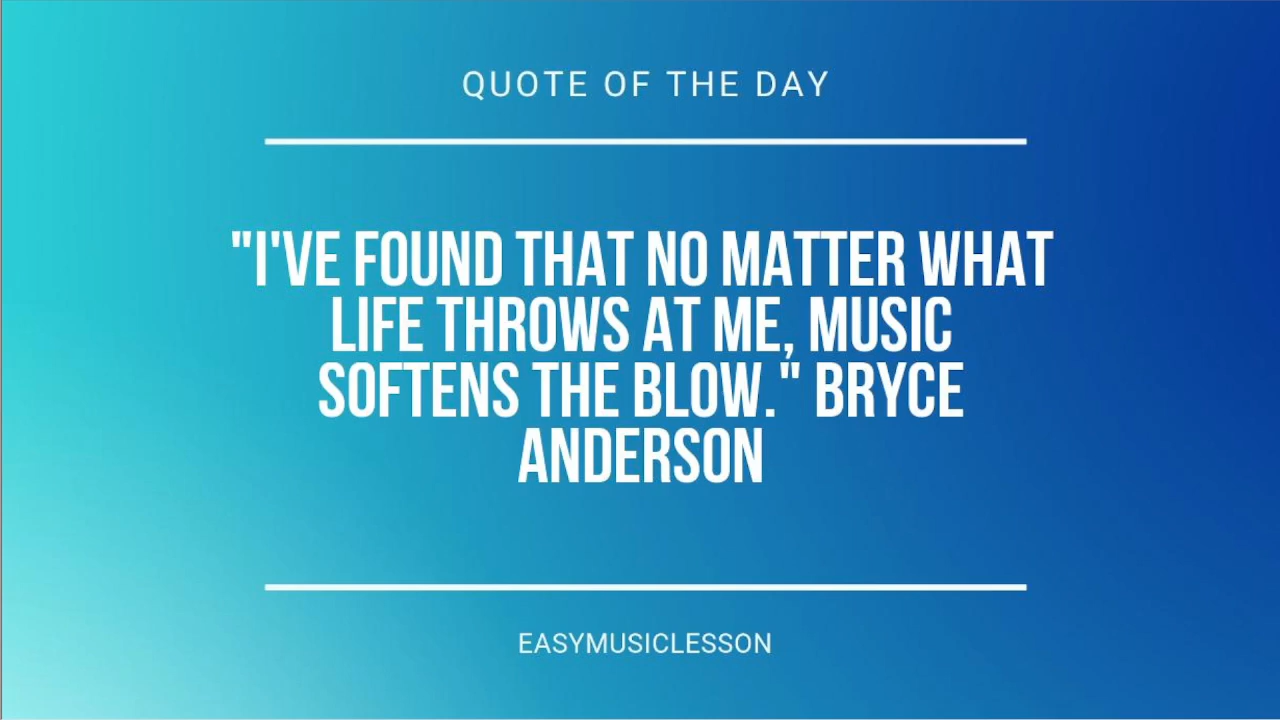 QUOTE OF THE DAY
"I'VE FOUND THAT NO MATTER WHAT
LIFE THROWS AT ME, MUSIC
SOFTENS THE BLOW." BRYCE
ANDERSON
EASYMUSICLESSON